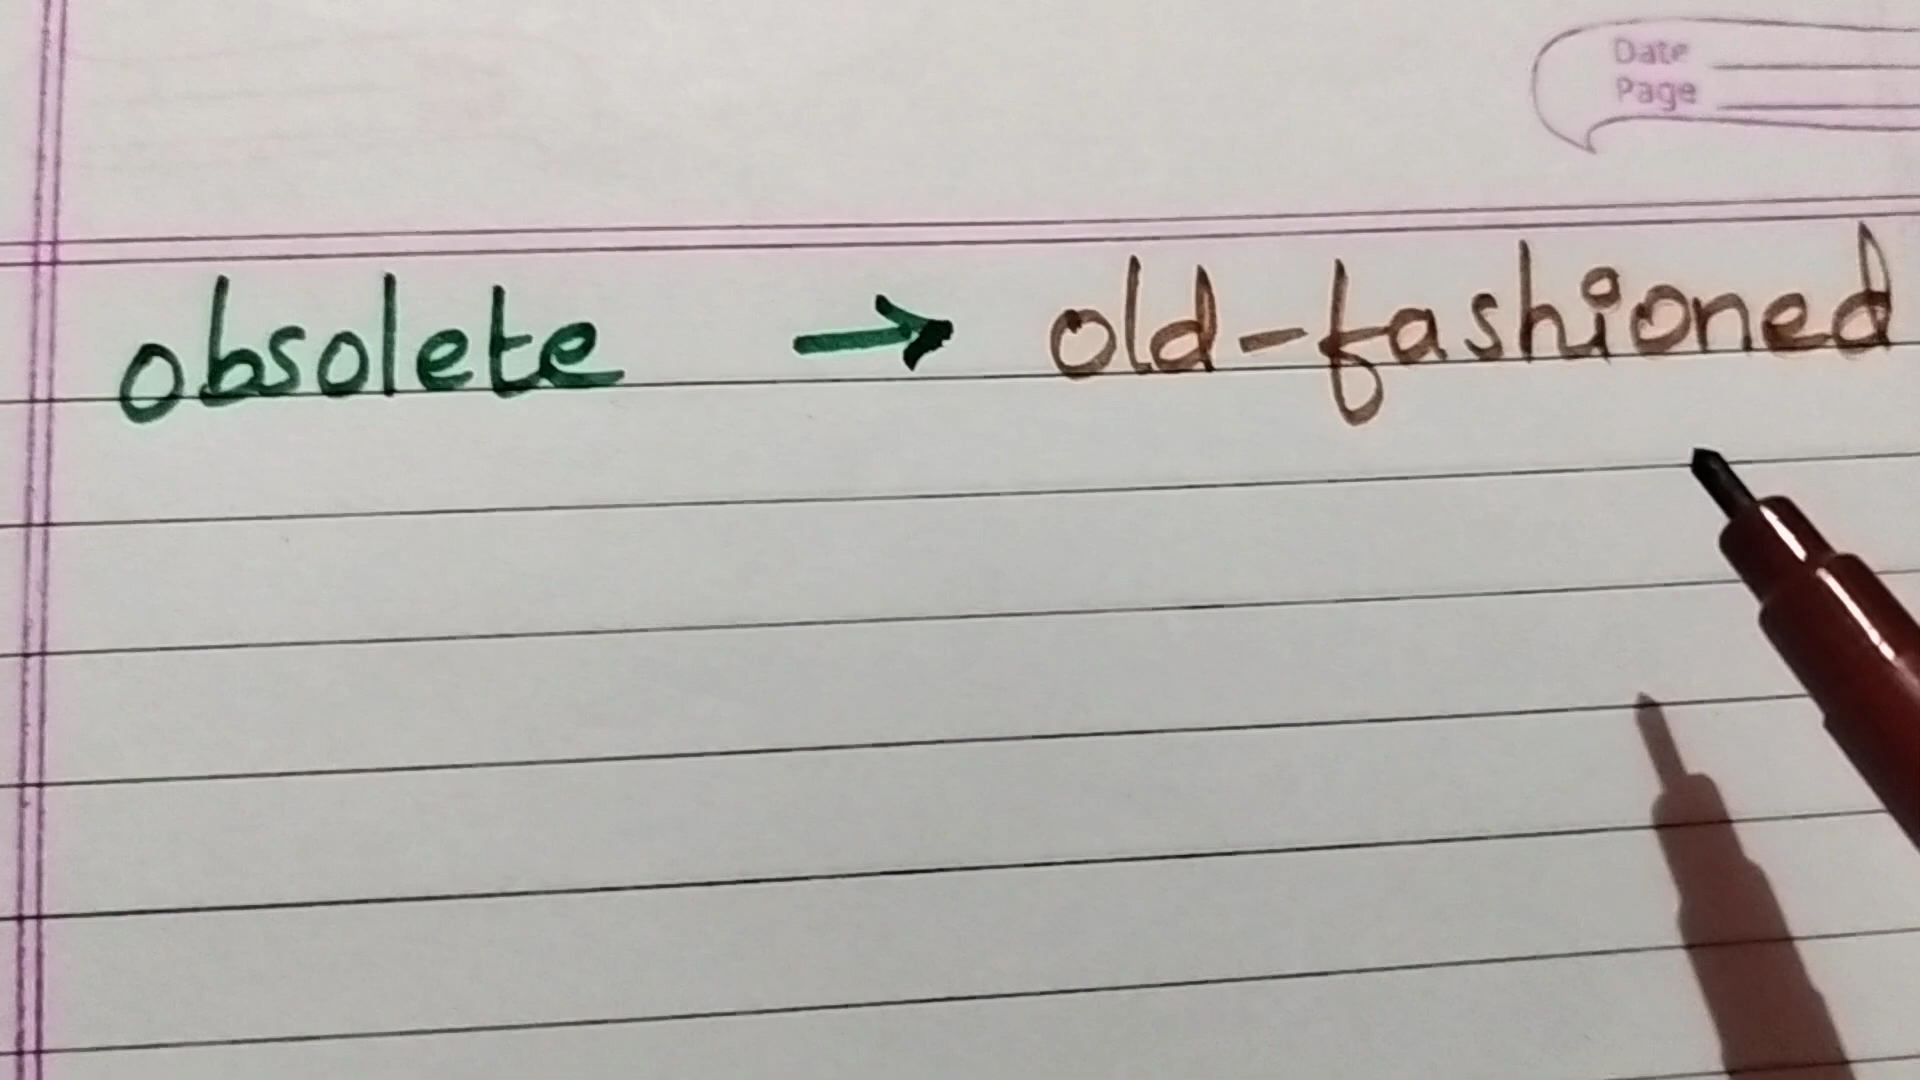 Date
Page
obsolete → old-fashioned